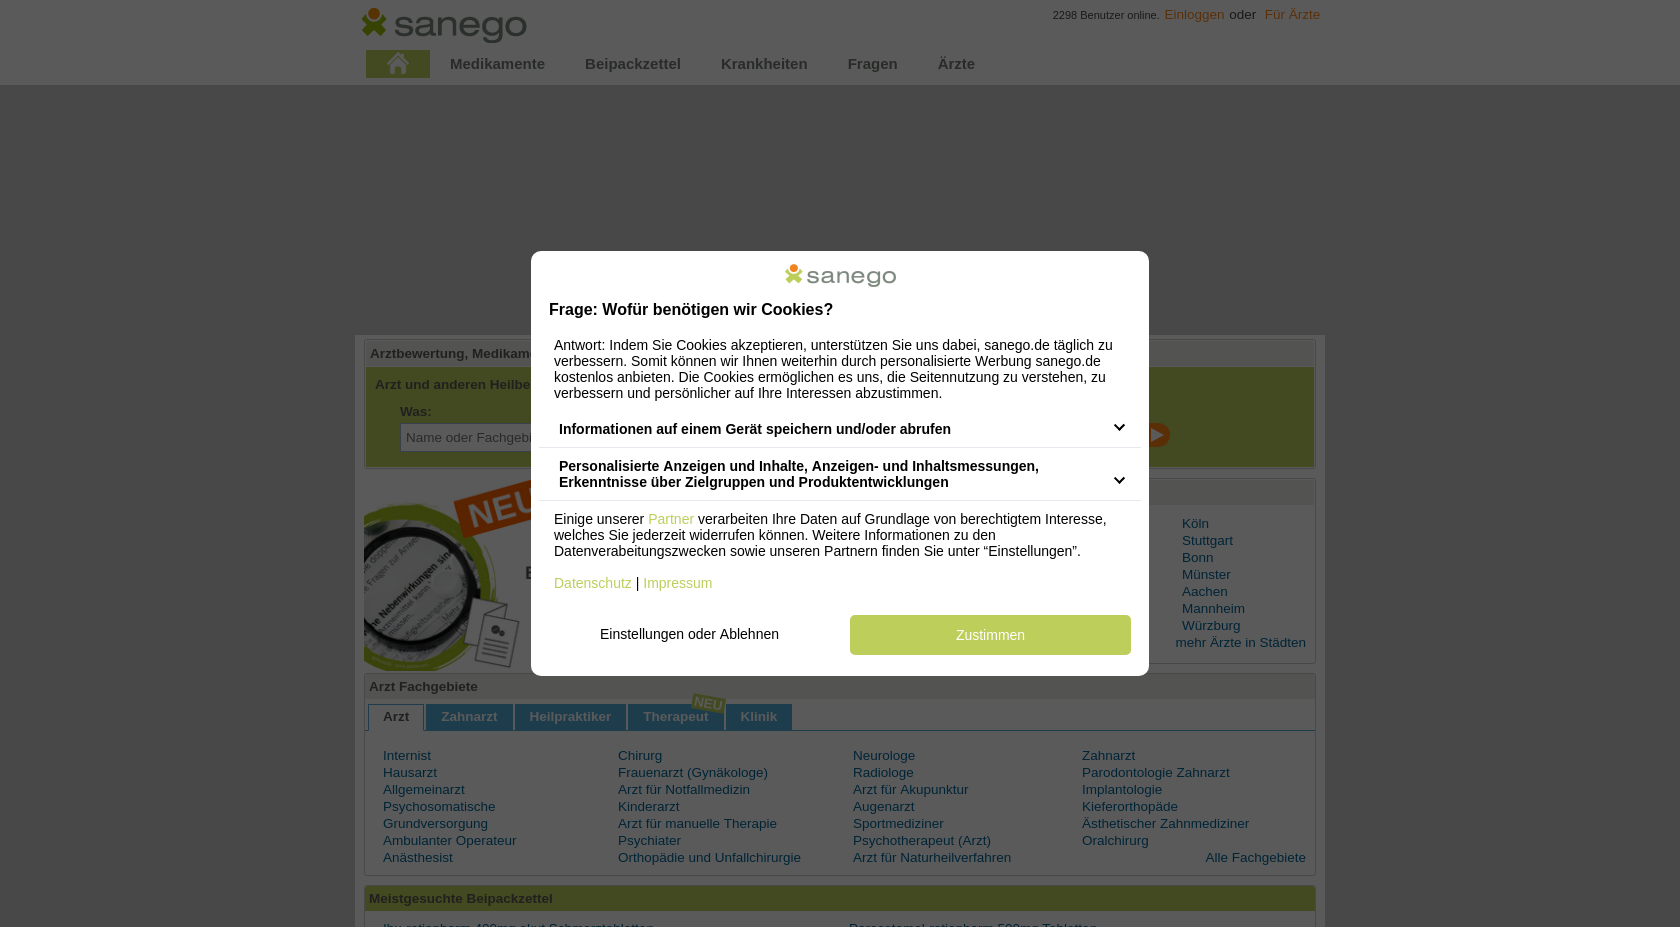 sanego
2298 Benutzer online. Einloggen oder Für Ärzte
Medikamente Beipackzettel Krankheiten Fragen Ärzte
sanego
Frage: Wofür benötigen wir Cookies?
Antwort: Indem Sie Cookies akzeptieren, unterstützen Sie uns dabei, sanego.de täglich zu
verbessern. Somit können wir Ihnen weiterhin durch personalisierte Werbung sanego.de
kostenlos anbieten. Die Cookies ermöglichen es uns, die Seitennutzung zu verstehen, zu
verbessern und persönlicher auf Ihre Interessen abzustimmen.
Informationen auf einem Gerät speichern und/oder abrufen
Personalisierte Anzeigen und Inhalte, Anzeigen- und Inhaltsmessungen,
Erkenntnisse über Zielgruppen und Produktentwicklungen
Einige unserer Partner verarbeiten Ihre Daten auf Grundlage von berechtigtem Interesse,
welches Sie jederzeit widerrufen können. Weitere Informationen zu den
Datenverabeitungszwecken sowie unseren Partnern finden Sie unter “Einstellungen”.
Datenschutz | Impressum
Einstellungen oder Ablehnen
Zustimmen
Arztbewertung,
Arzt und anderen
Was:
Name oder
NEU
Nebenwirkungen
Köln
Stuttgart
Bonn
Münster
Aachen
Mannheim
Würzburg
mehr Ärzte in Städten
Arzt Fachgebiete
NEU
Arzt Zahnarzt Heilpraktiker Therapeut Klinik
Internist Chirurg Neurologe Zahnarzt
Hausarzt Frauenarzt (Gynäkologe) Radiologe Parodontologie Zahnarzt
Allgemeinarzt Arzt für Notfallmedizin Arzt für Akupunktur Implantologie
Psychosomatische Kinderarzt Augenarzt Kieferorthopäde
Grundversorgung Arzt für manuelle Therapie Sportmediziner Ästhetischer Zahnmediziner
Ambulanter Operateur Psychiater Psychotherapeut (Arzt) Oralchirurg
Anästhesist Orthopädie und Unfallchirurgie Arzt für Naturheilverfahren Alle Fachgebiete
Meistgesuchte Beipackzettel
Ibu ratiopharm 400mg akut Schmerztabletten Paracetamol ratiopharm 500mg Tabletten